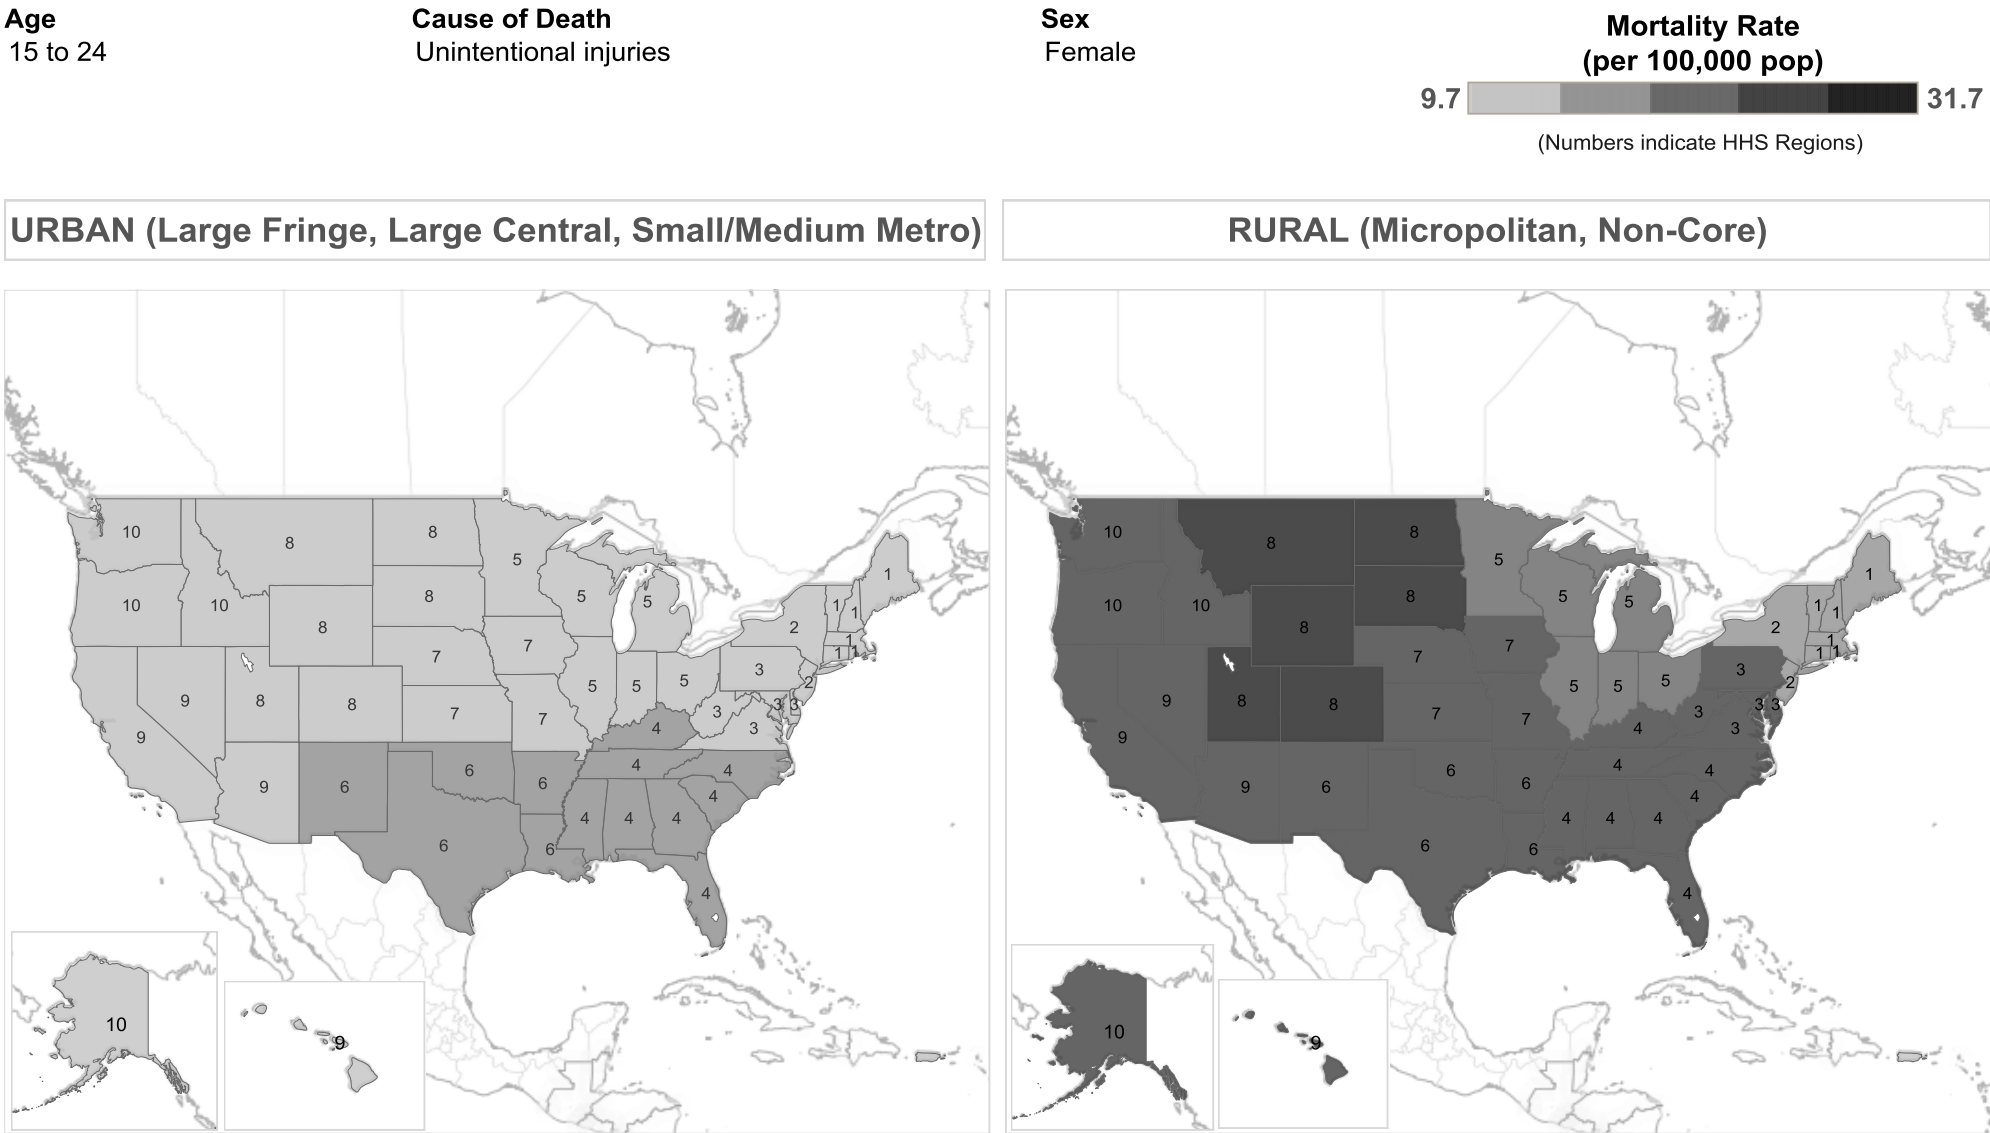 Age
15 to 24
Cause of Death
Unintentional injuries
Sex
Female
Mortality Rate
(per 100,000 pop)
9.7 31.7
(Numbers indicate HHS Regions)
URBAN (Large Fringe, Large Central, Small/Medium Metro)
10 8 8 5 1
10 10 8 8 5 5 1 1
2
7 7 1
1 1
3
9 8 8 7 7 5 5 5 3 2
3 3 3
9 4
9 6 6 6 4 4
4
6 6 4 4 4
4
10 9
RURAL (Micropolitan, Non-Core)
10 8 8 5 1
10 10 8 8 5 5 1 1
2
7 7 1
1 1
3
9 8 8 7 7 5 5 5 3 2
3 3 3
9 4
9 6 6 6 4 4
4
6 6 4 4 4
4
10 9